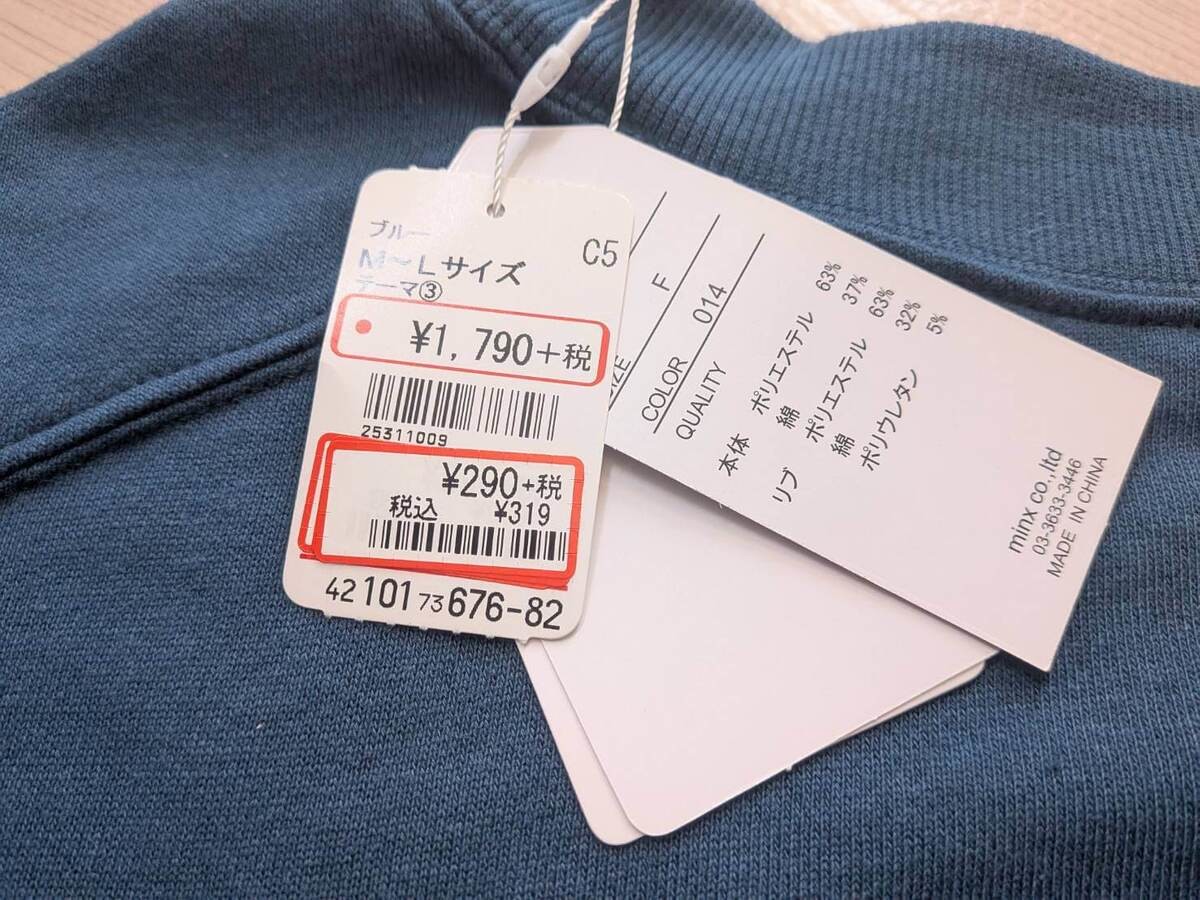 ブルー
C5
M～Lサイズ
テーマ③
¥1,790+税
25311009
¥290+税
税込 ¥319
42 101 73 676-82
F
COLOR 014
QUALITY
本体 ポリエステル 63%
綿 37%
リブ ポリエステル 63%
綿 32%
ポリウレタン 5%
minx co.,ltd
03-3633-3446
MADE IN CHINA